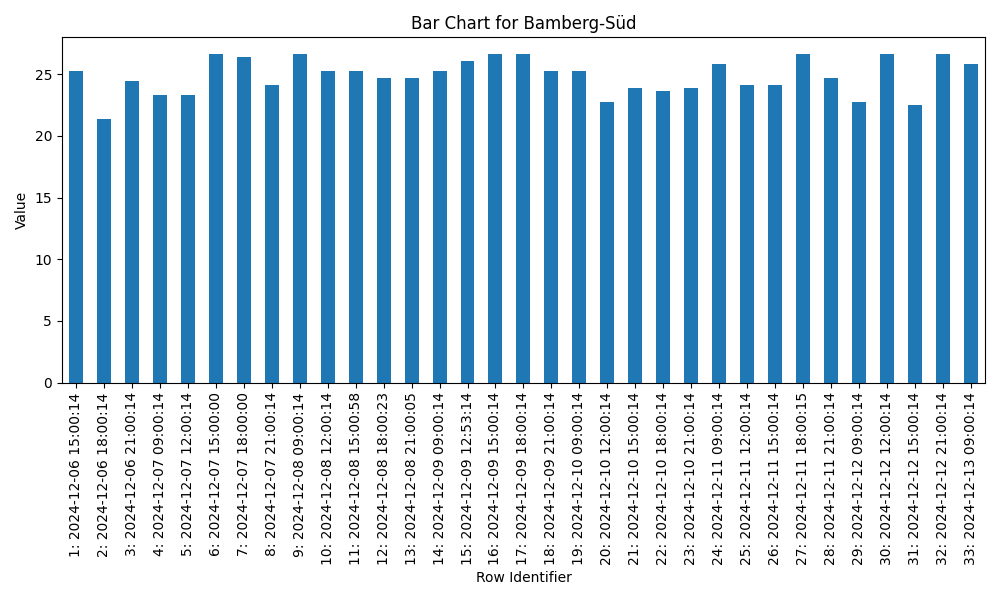 Bar Chart for Bamberg-Süd
Value
25
20
15
10
5
0
1: 2024-12-06 15:00:14
2: 2024-12-06 18:00:14
3: 2024-12-06 21:00:14
4: 2024-12-07 09:00:14
5: 2024-12-07 12:00:14
6: 2024-12-07 15:00:00
7: 2024-12-07 18:00:00
8: 2024-12-07 21:00:14
9: 2024-12-08 09:00:14
10: 2024-12-08 12:00:14
11: 2024-12-08 15:00:58
12: 2024-12-08 18:00:23
13: 2024-12-08 21:00:05
14: 2024-12-09 09:00:14
15: 2024-12-09 12:53:14
16: 2024-12-09 15:00:14
17: 2024-12-09 18:00:14
18: 2024-12-09 21:00:14
19: 2024-12-10 09:00:14
20: 2024-12-10 12:00:14
21: 2024-12-10 15:00:14
22: 2024-12-10 18:00:14
23: 2024-12-10 21:00:14
24: 2024-12-11 09:00:14
25: 2024-12-11 12:00:14
26: 2024-12-11 15:00:14
27: 2024-12-11 18:00:15
28: 2024-12-11 21:00:14
29: 2024-12-12 09:00:14
30: 2024-12-12 12:00:14
31: 2024-12-12 15:00:14
32: 2024-12-12 21:00:14
33: 2024-12-13 09:00:14
Row Identifier